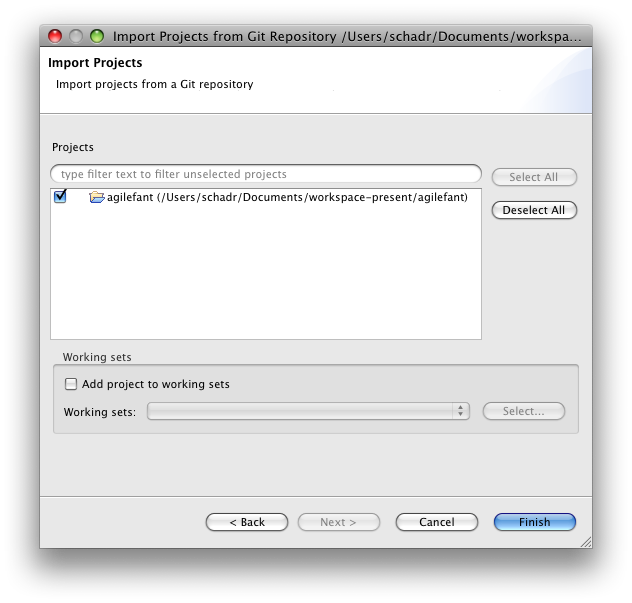 Import Projects from Git Repository /Users/schadr/Documents/workspa...
Import Projects
Import projects from a Git repository
Projects
type filter text to filter unselected projects
Select All
agilefant (/Users/schadr/Documents/workspace-present/agilefant)
Deselect All
Working sets
Add project to working sets
Working sets:
Select...
< Back
Next >
Cancel
Finish